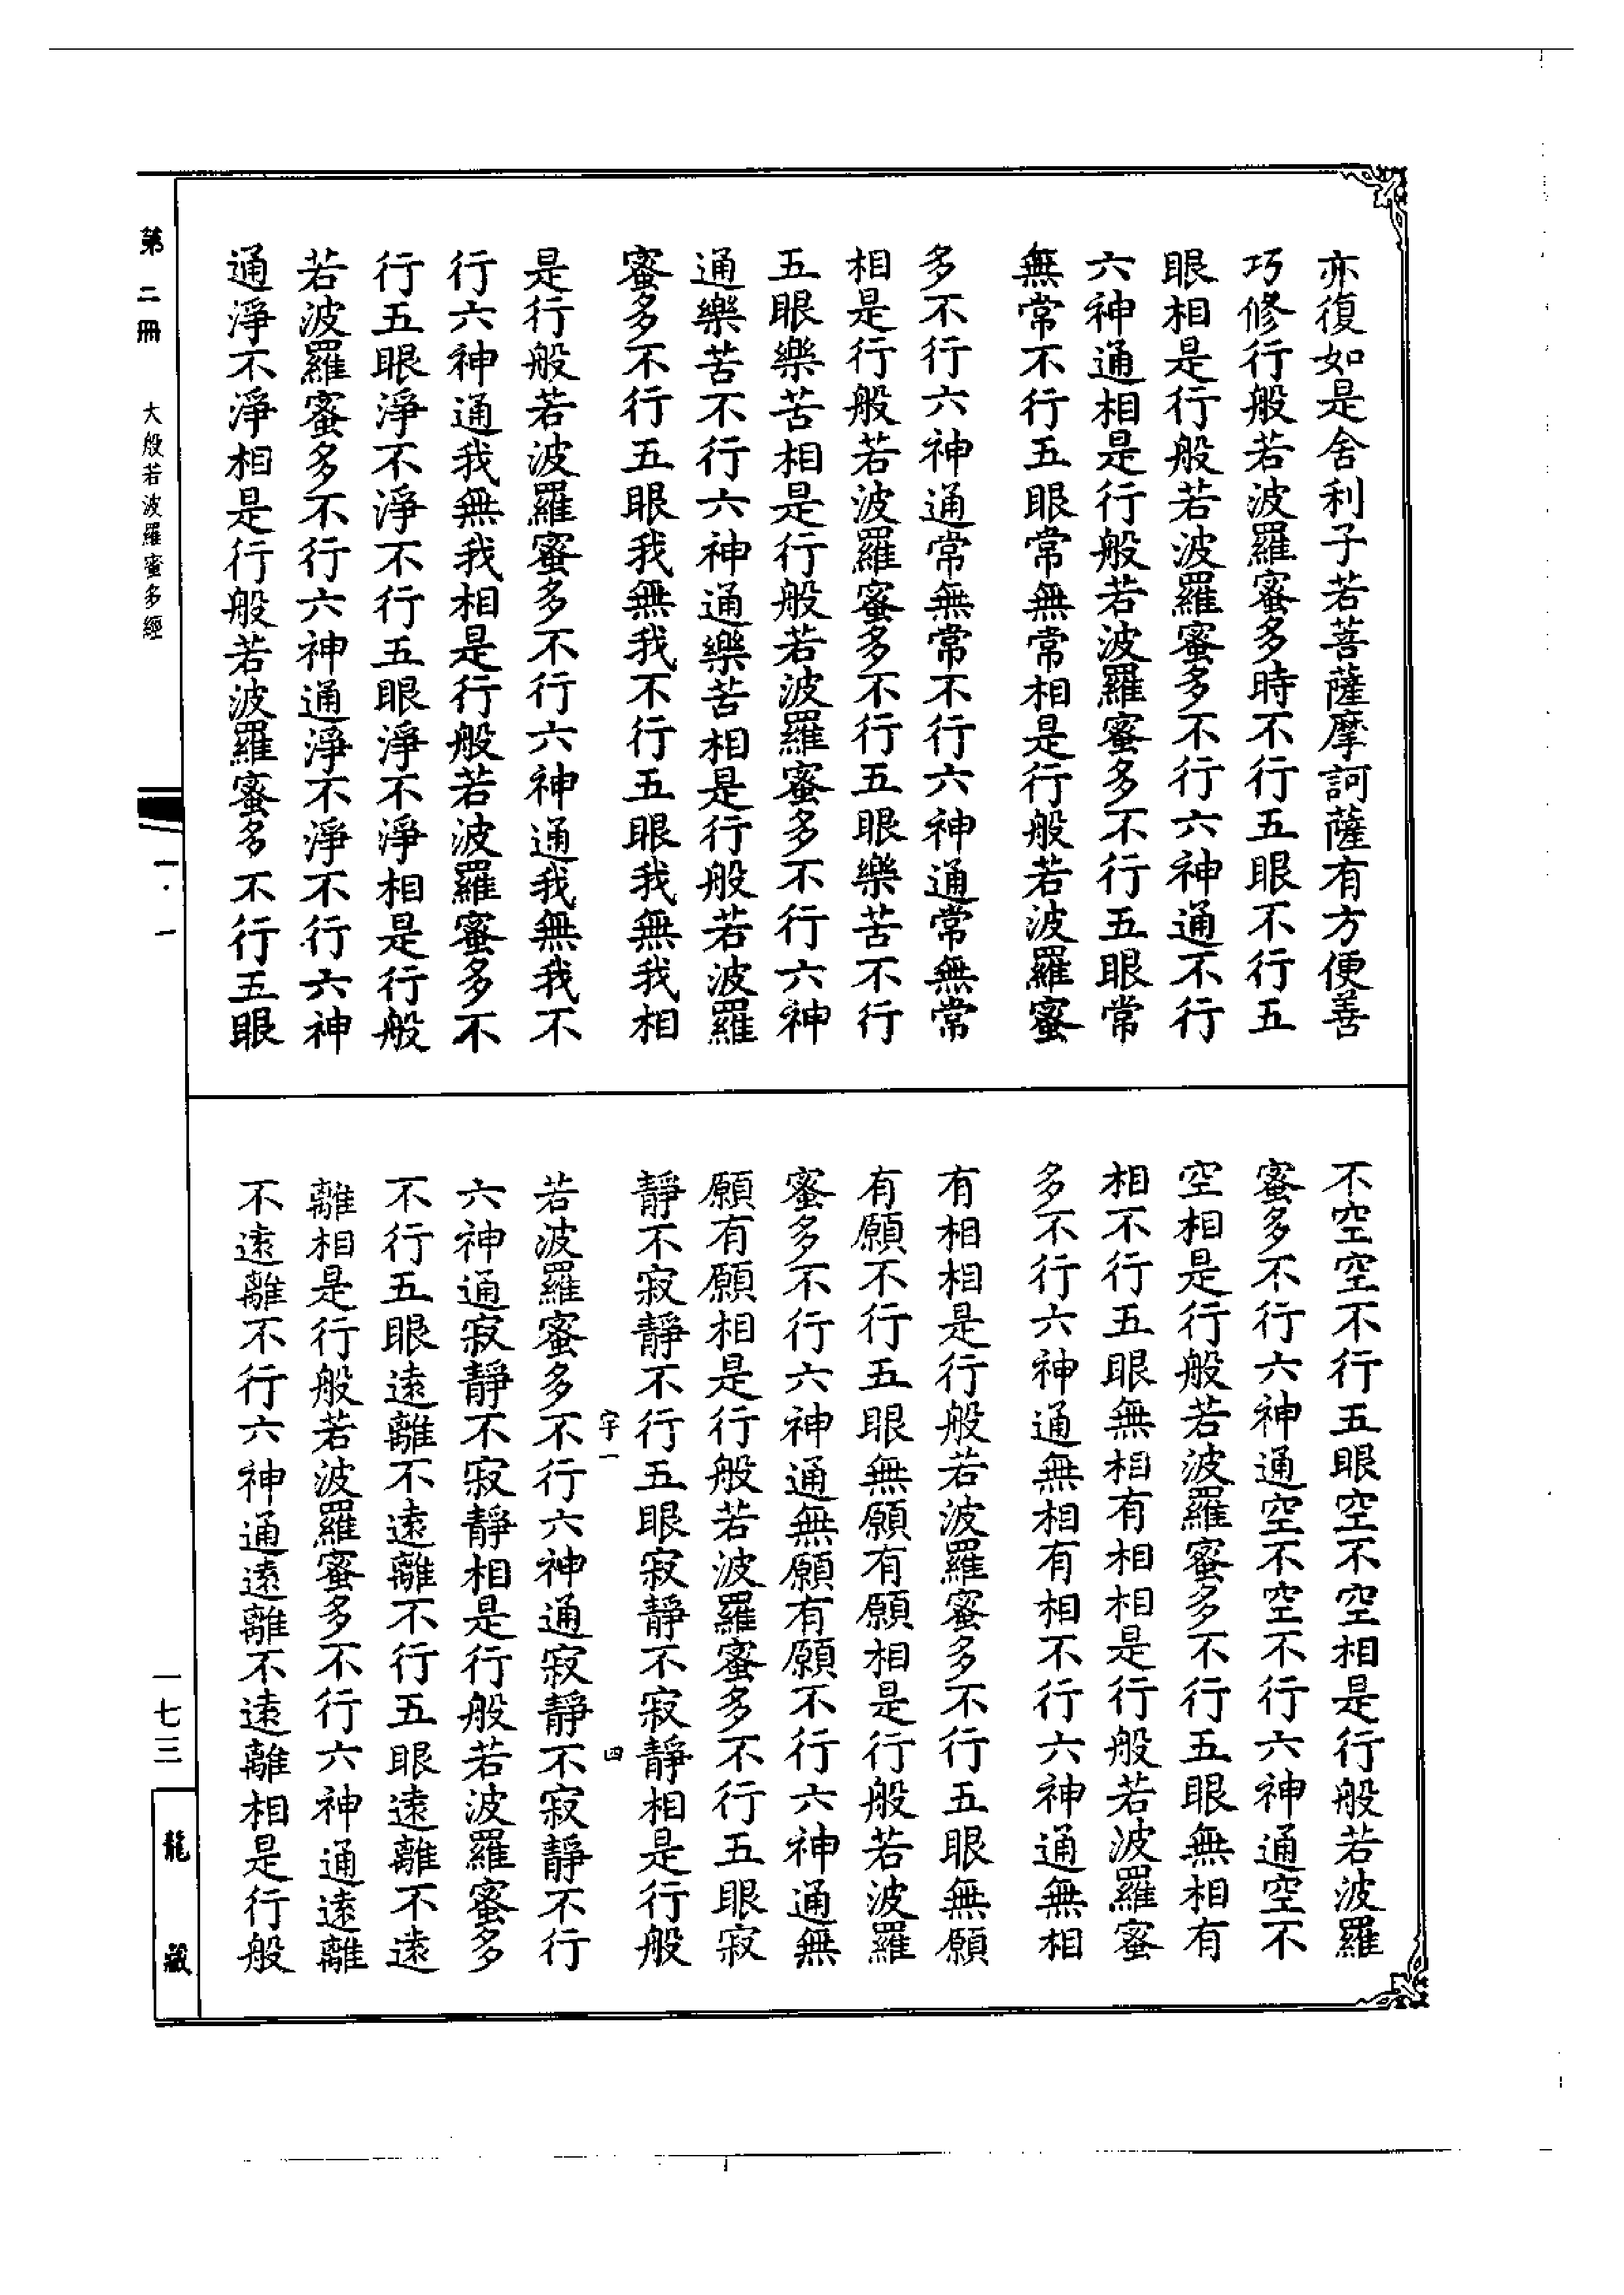 亦復如是舍利子若菩薩摩訶薩有方便善
巧修行般若波羅蜜多時不行五眼不行五
眼相是行般若波羅蜜多不行六神通不行
六神通相是行般若波羅蜜多不行五眼常
無常不行五眼常無常相是行般若波羅蜜
多不行六神通常無常不行六神通常無常
相是行般若波羅蜜多不行五眼樂苦不行
五眼樂苦相是行般若波羅蜜多不行六神
通樂苦不行六神通樂苦相是行般若波羅
蜜多不行五眼我無我不行五眼我無我相
是行般若波羅蜜多不行六神通我無我不
行六神通我無我相是行般若波羅蜜多不
行五眼淨不淨不行五眼淨不淨相是行般
若波羅蜜多不行六神通淨不淨不行六神
通淨不淨相是行般若波羅蜜多不行五眼
不空空不行五眼空不空相是行般若波羅
蜜多不行六神通空不空不行六神通空不
空相是行般若波羅蜜多不行五眼無相有
相不行五眼無相有相相是行般若波羅蜜
多不行六神通無相有相不行六神通無相
有相相是行般若波羅蜜多不行五眼無願
有願不行五眼無願有願相是行般若波羅
蜜多不行六神通無願有願不行六神通無
願有願相是行般若波羅蜜多不行五眼寂
靜不寂靜不行五眼寂靜不寂靜相是行般
宇一 四
若波羅蜜多不行六神通寂靜不寂靜不行
六神通寂靜不寂靜相是行般若波羅蜜多
不行五眼遠離不遠離不行五眼遠離不遠
離相是行般若波羅蜜多不行六神通遠離
不遠離不行六神通遠離不遠離相是行般
第二冊 大般若波羅蜜多經 一·一
一七三
龍藏